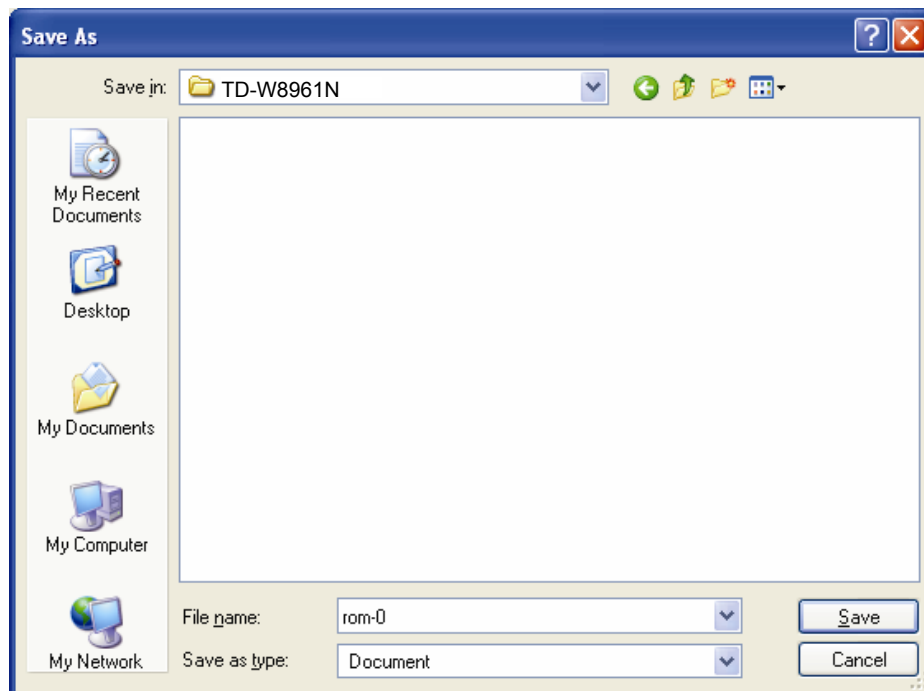 Save As
Save in:
TD-W8961N
My Recent
Documents
Desktop
My Documents
My Computer
My Network
File name:
rom-0
Save
Save as type:
Document
Cancel